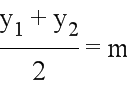 y₁ + y₂
2
= m